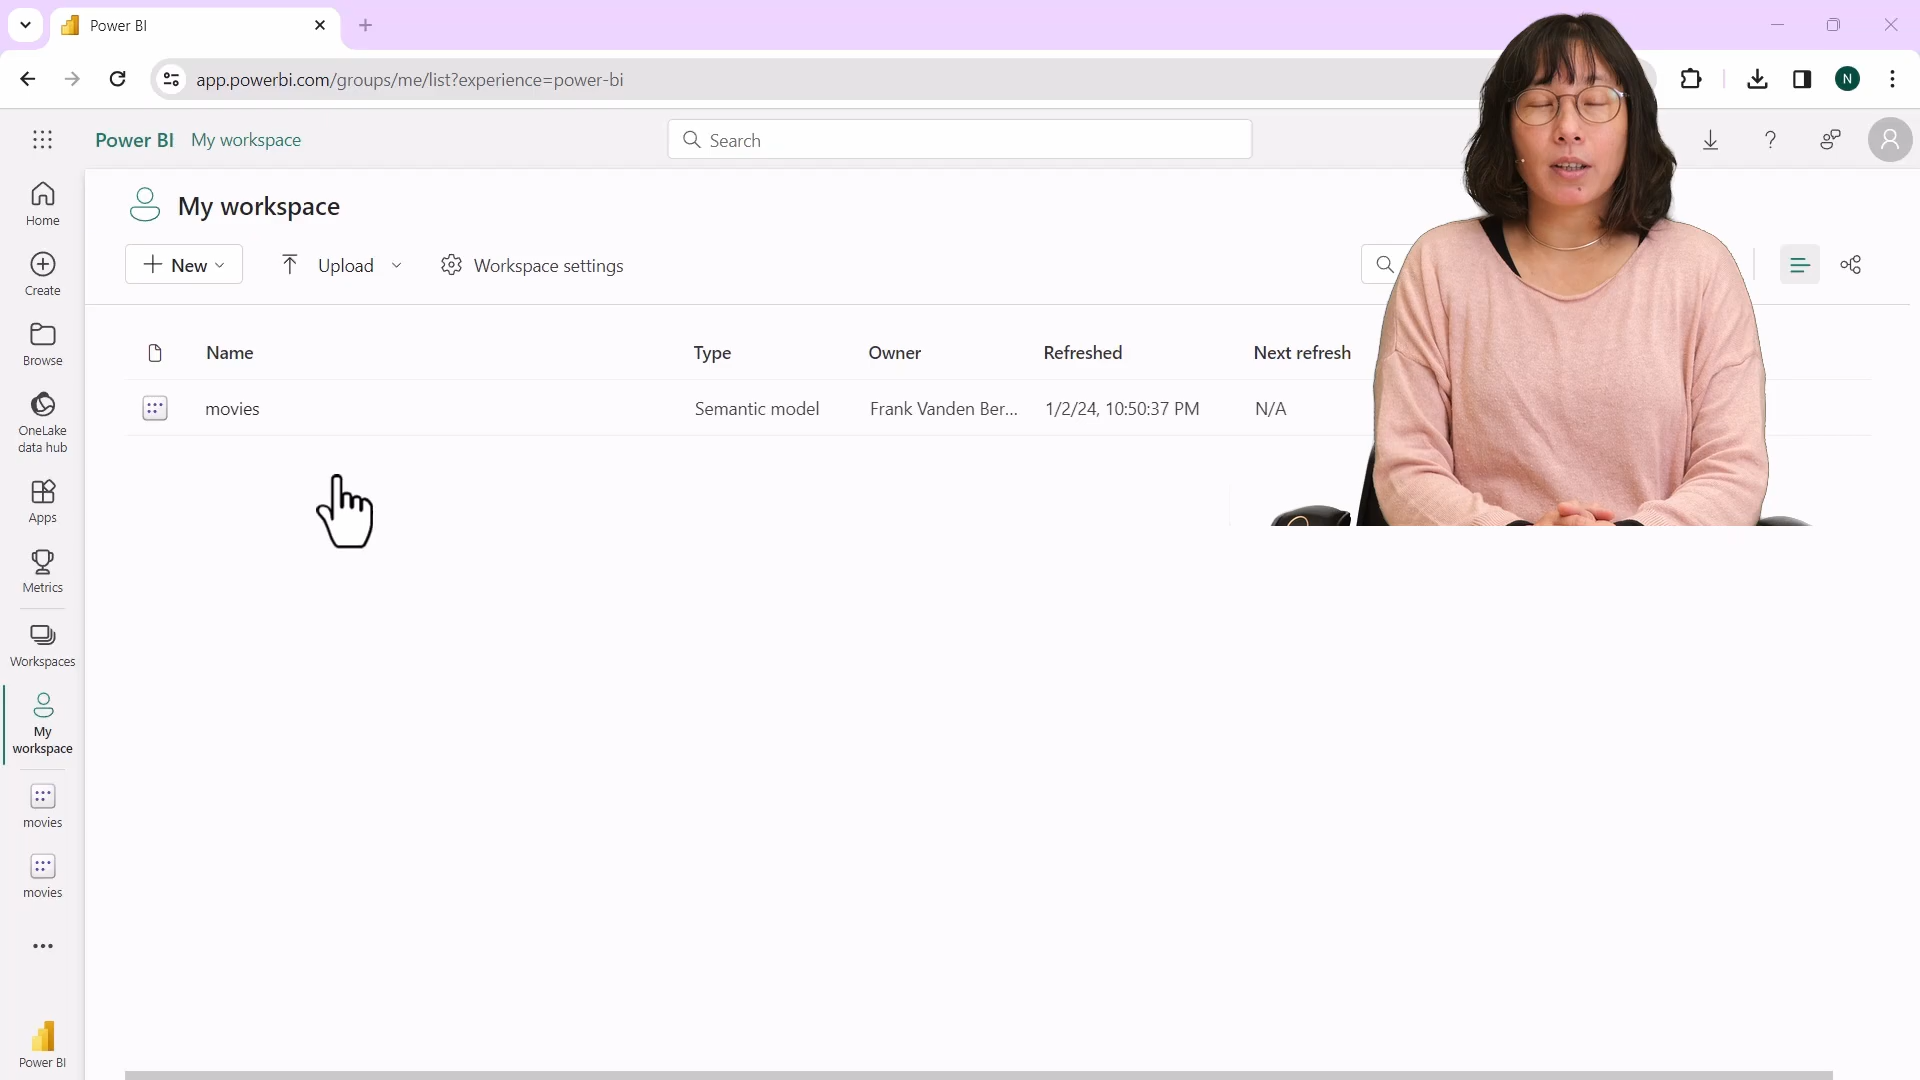 Power BI
app.powerbi.com/groups/me/list?experience=power-bi
N
Power BI My workspace
Search
?
Home
Create
Browse
OneLake
data hub
Apps
Metrics
Workspaces
My
workspace
movies
movies
Power BI
My workspace
New
Upload
Workspace settings
Name Type Owner Refreshed Next refresh
movies Semantic model Frank Vanden Ber... 1/2/24, 10:50:37 PM N/A